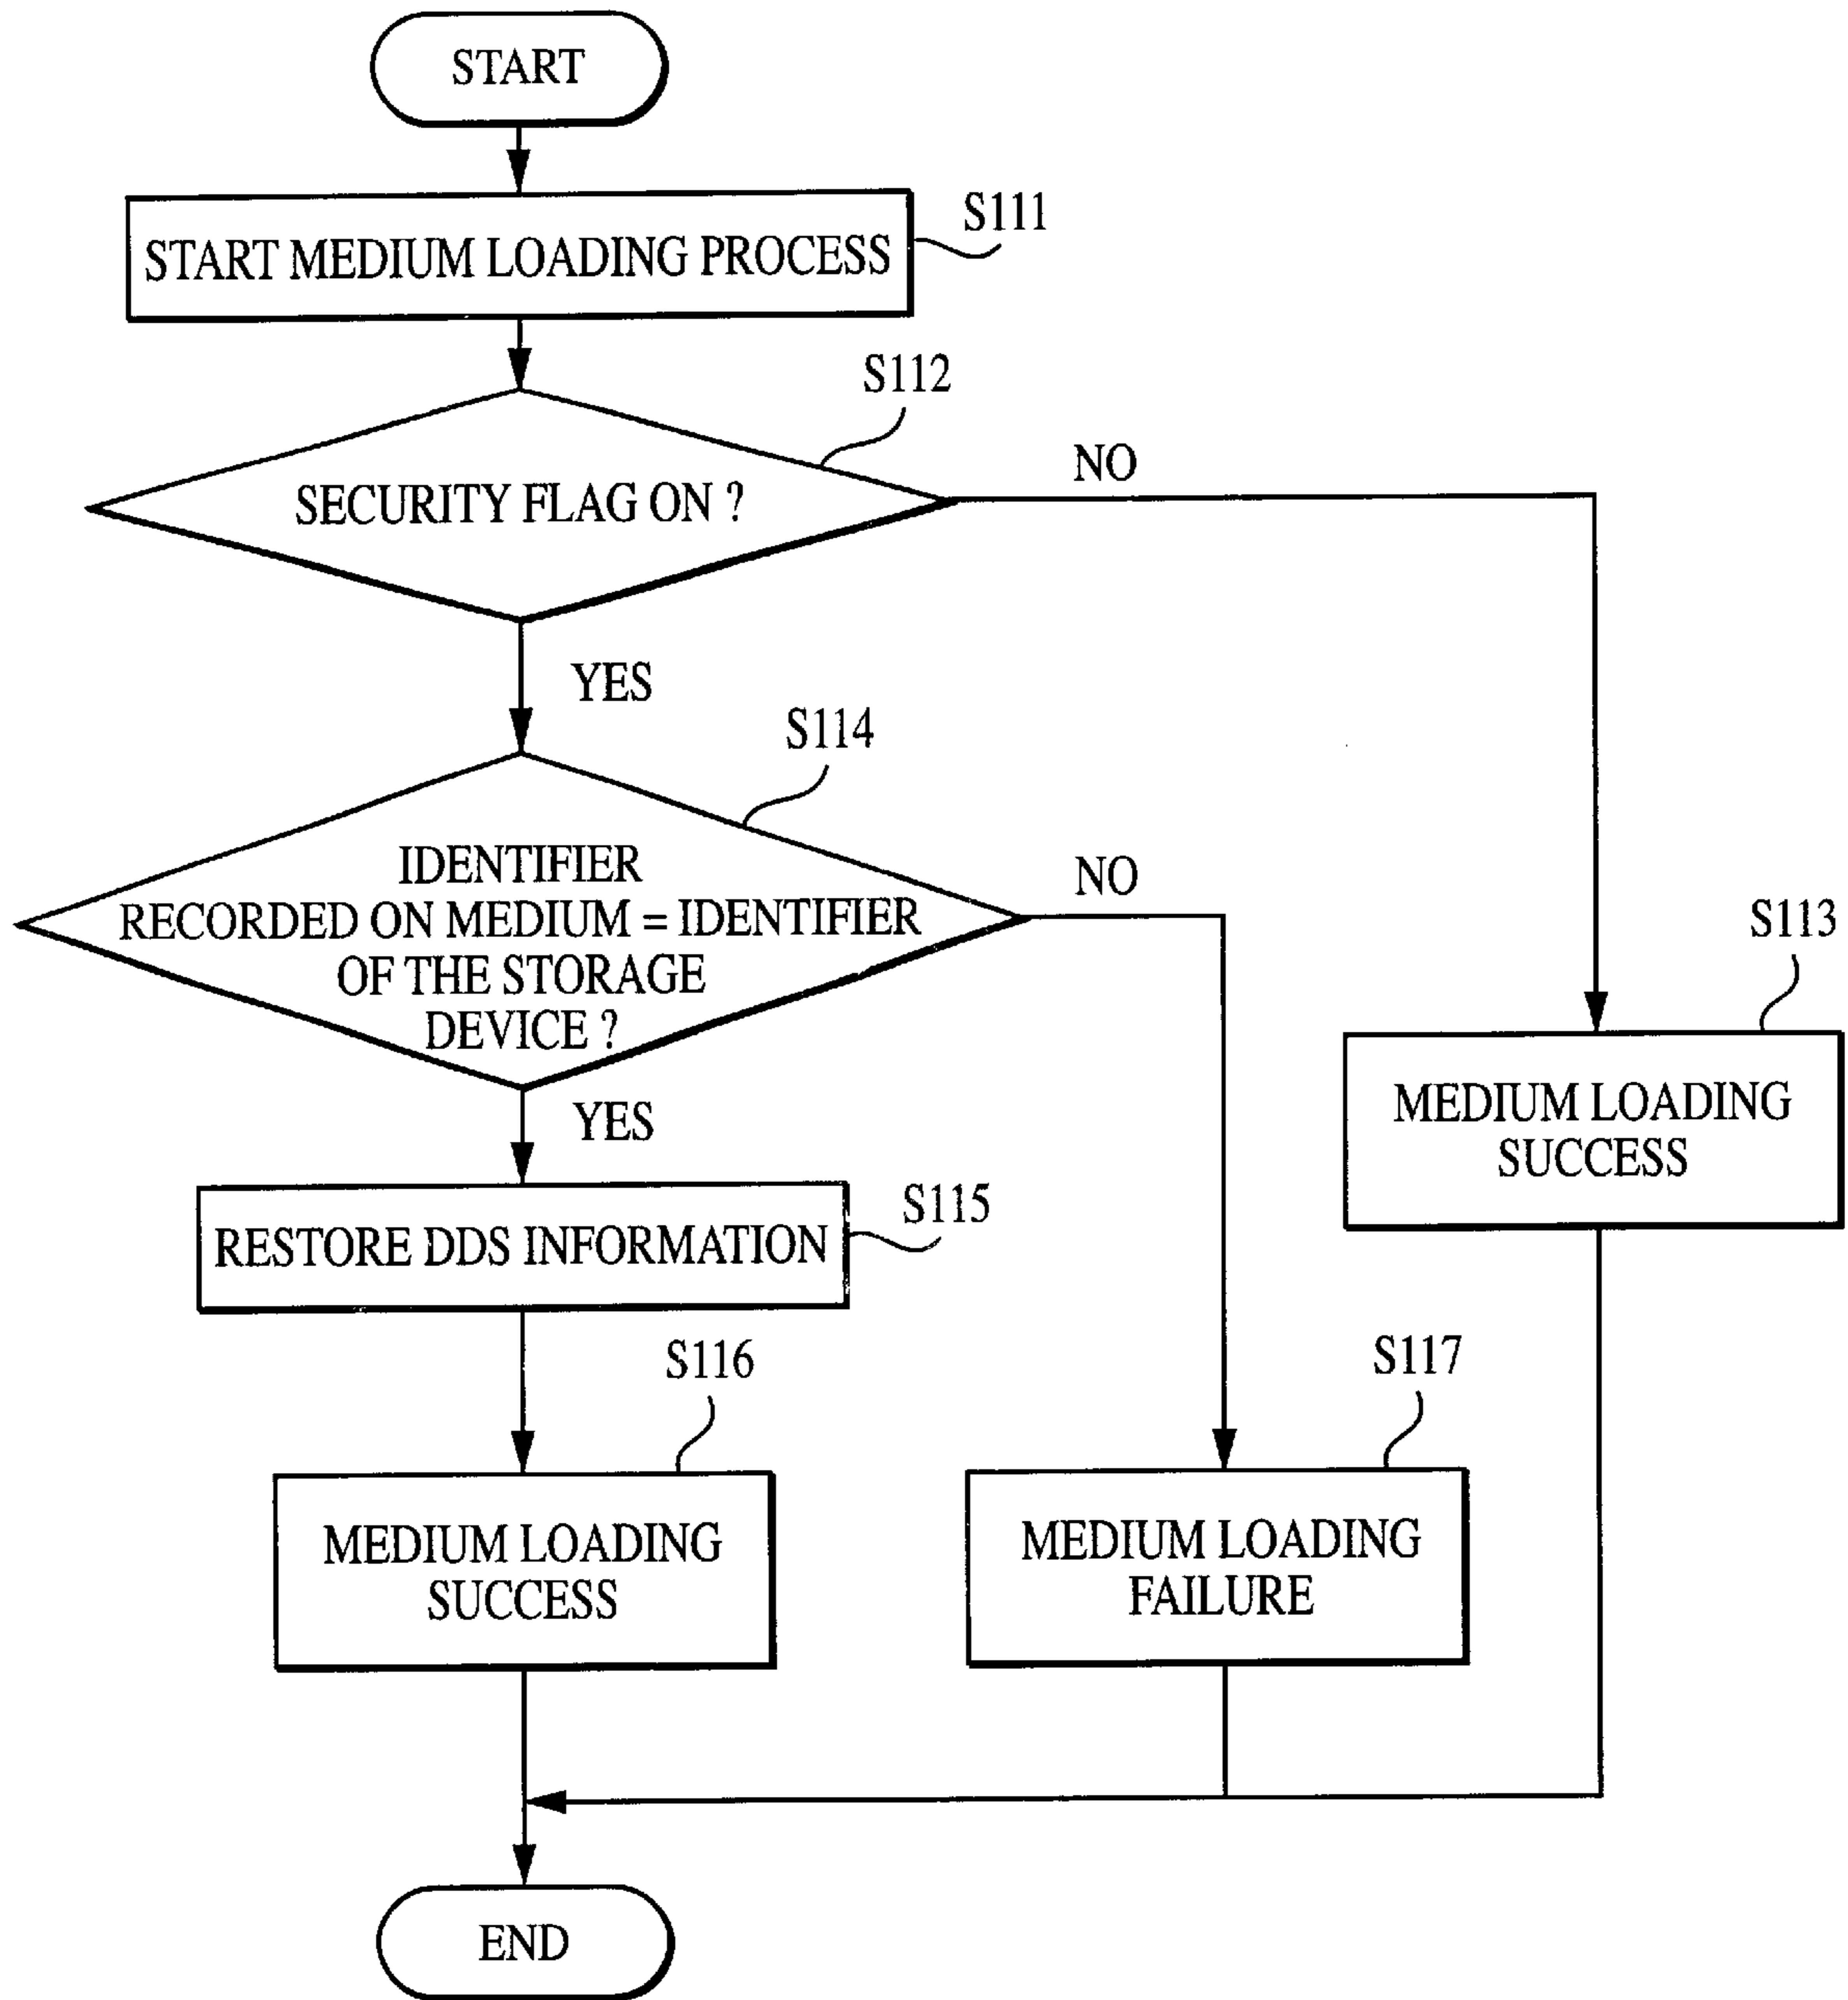 START
S111
START MEDIUM LOADING PROCESS
S112
SECURITY FLAG ON ?
NO
YES
S114
IDENTIFIER
RECORDED ON MEDIUM = IDENTIFIER
OF THE STORAGE
DEVICE ?
NO
S113
MEDIUM LOADING
SUCCESS
YES
S115
RESTORE DDS INFORMATION
S116
MEDIUM LOADING
SUCCESS
S117
MEDIUM LOADING
FAILURE
END